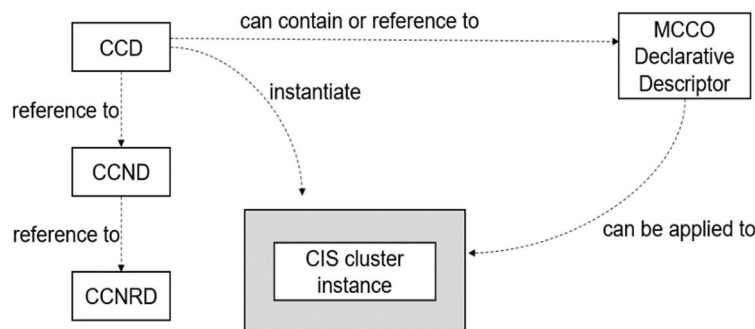 can contain or reference to
CCD
MCCO
Declarative
Descriptor
instantiate
reference to
CCND
reference to
can be applied to
CIS cluster
instance
CCNRD